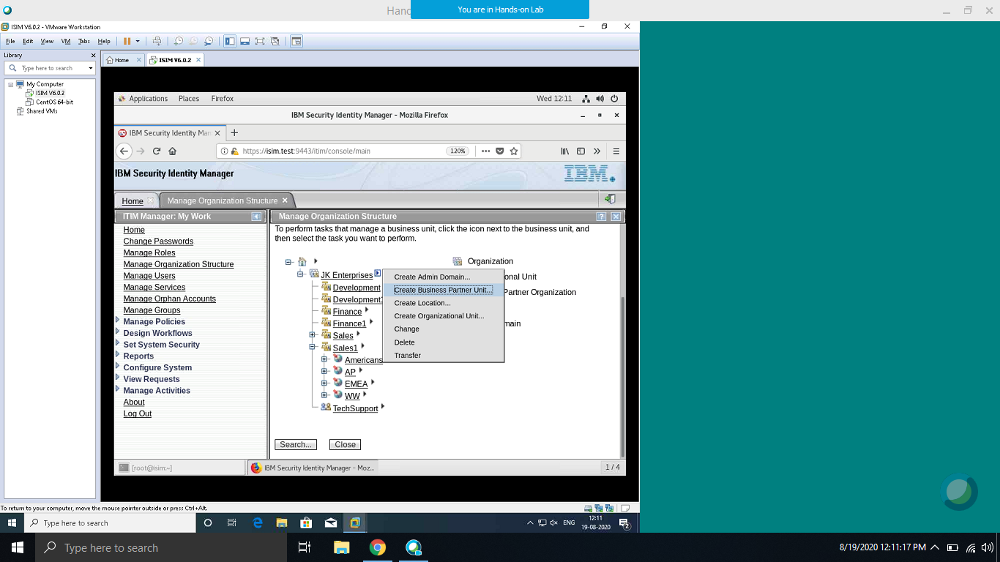 Hand
You are in Hands-on Lab
ISIM V6.0.2 - VMware Workstation
File Edit View VM Tabs Help
Library
Home
ISIM V6.0.2
Type here to search
My Computer
ISIM V6.0.2
CentOS 64-bit
Shared VMs
Applications Places Firefox
Wed 12:11
IBM Security Identity Manager - Mozilla Firefox
IBM Security Identity Man
https://isim.test:9443/itim/console/main
120%
IBM Security Identity Manager
IBM.
Home
Manage Organization Structure
ITIM Manager: My Work
Home
Change Passwords
Manage Roles
Manage Organization Structure
Manage Users
Manage Services
Manage Orphan Accounts
Manage Groups
Manage Policies
Design Workflows
Set System Security
Reports
Configure System
View Requests
Manage Activities
About
Log Out
Manage Organization Structure
To perform tasks that manage a business unit, click the icon next to the business unit, and
then select the task you want to perform.
JK Enterprises
Development
Development1
Finance
Finance1
Sales
Sales1
Americans
AP
EMEA
WW
TechSupport
Create Admin Domain...
Create Business Partner Unit...
Create Location...
Create Organizational Unit...
Change
Delete
Transfer
Organization
onal Unit
Partner Organization
main
Search...
Close
[root@isim:~]
IBM Security Identity Manager - Moz...
1 / 4
To return to your computer, move the mouse pointer outside or press Ctrl+Alt.
Type here to search
ENG
12:11
19-08-2020
2
Type here to search
8/19/2020 12:11:17 PM